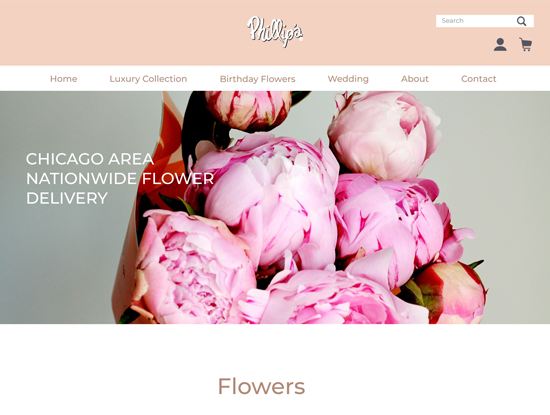 Phillip's
Search
Home
Luxury Collection
Birthday Flowers
Wedding
About
Contact
CHICAGO AREA
NATIONWIDE FLOWER
DELIVERY
Flowers